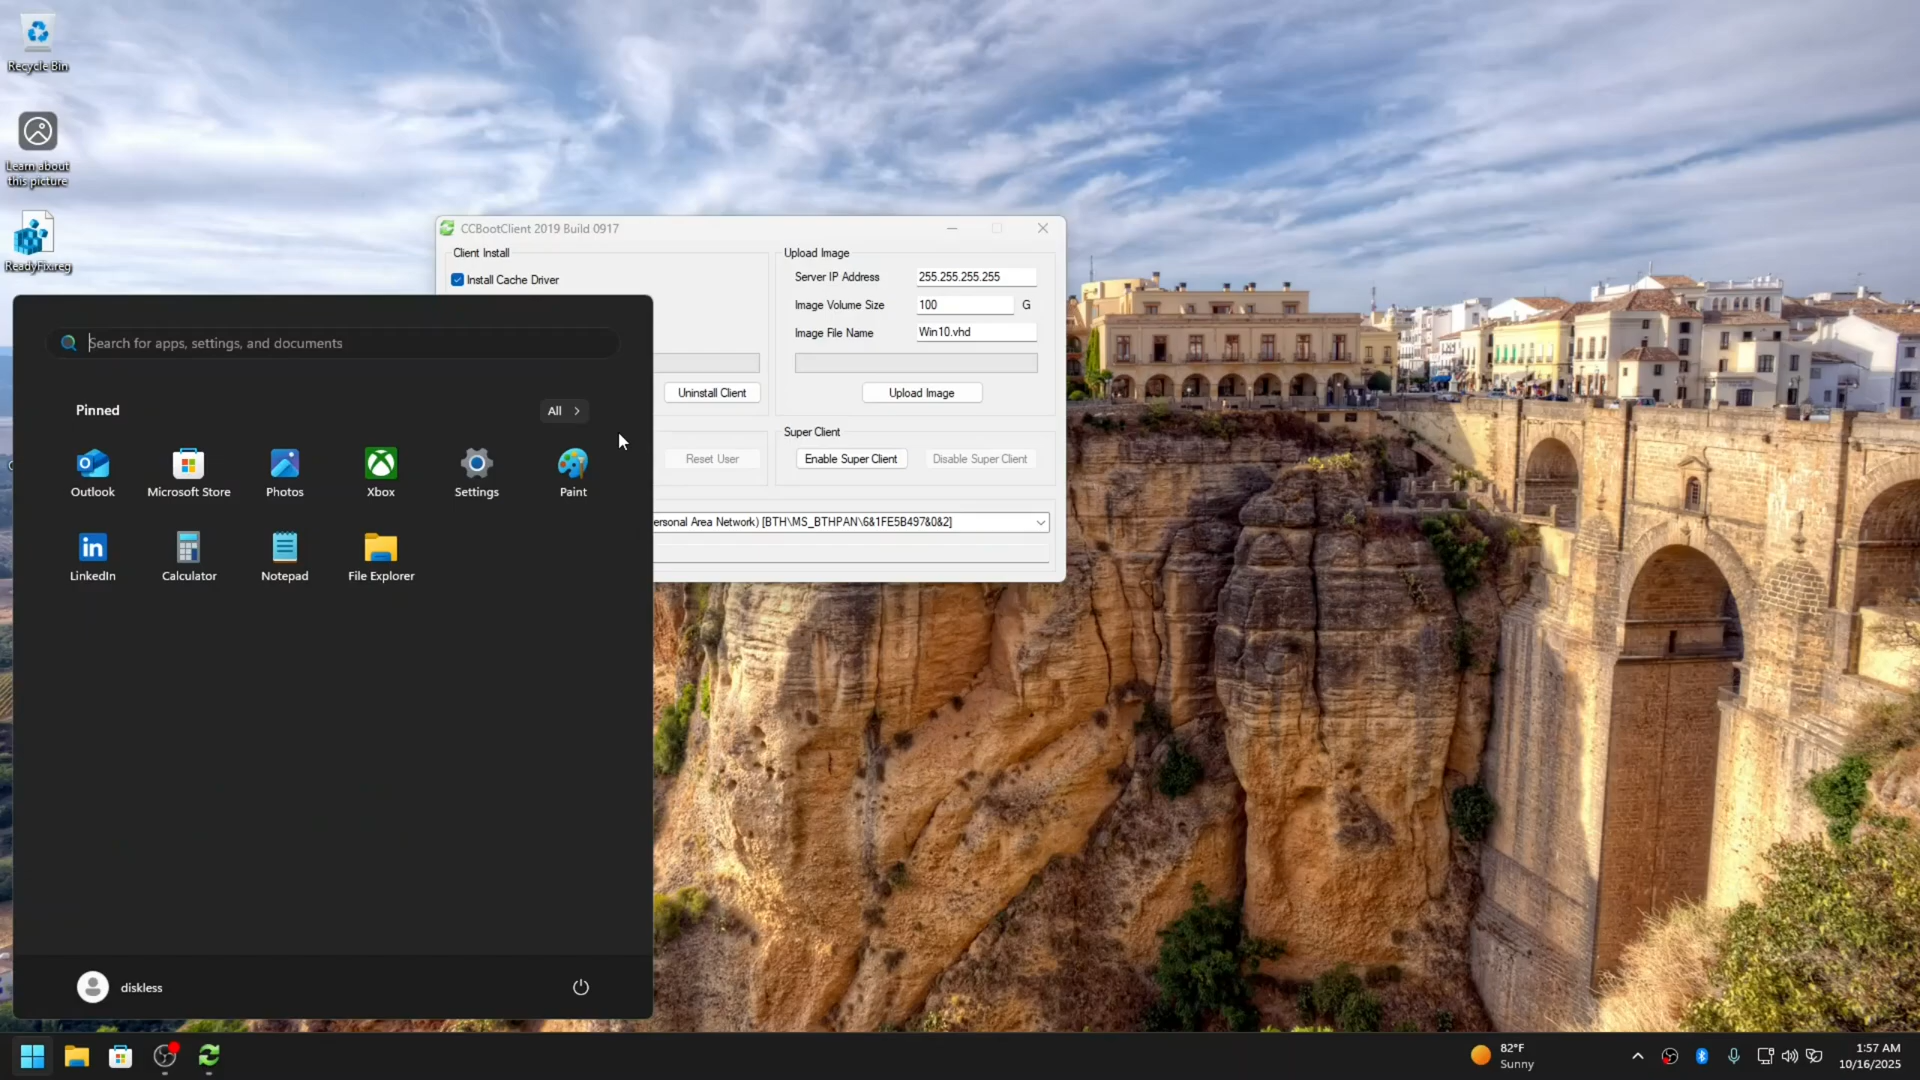 Recycle Bin
Learn about
this picture
ReadyFix.reg
CCBootClient 2019 Build 0917
Client Install
Install Cache Driver
Uninstall Client
Reset User
Upload Image
Server IP Address
255.255.255.255
Image Volume Size
100
G
Image File Name
Win10.vhd
Upload Image
Super Client
Enable Super Client
Disable Super Client
ersonal Area Network) [BTH\MS_BTHPAN\6&1FE5B497&0&2]
Search for apps, settings, and documents
Pinned
All
Outlook
Microsoft Store
Photos
Xbox
Settings
Paint
LinkedIn
Calculator
Notepad
File Explorer
diskless
82°F
Sunny
1:57 AM
10/16/2025